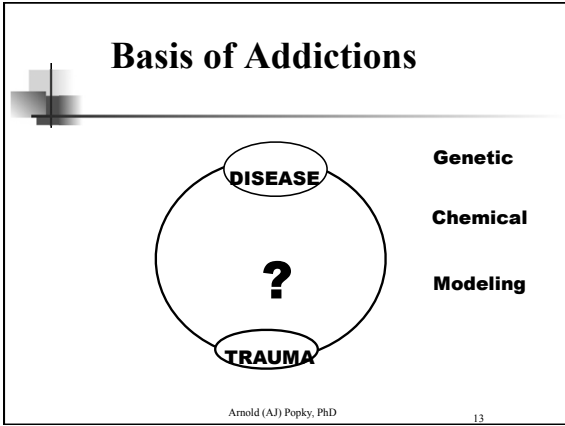 Basis of Addictions
DISEASE
Genetic
Chemical
?
Modeling
TRAUMA
Arnold (AJ) Popky, PhD
13